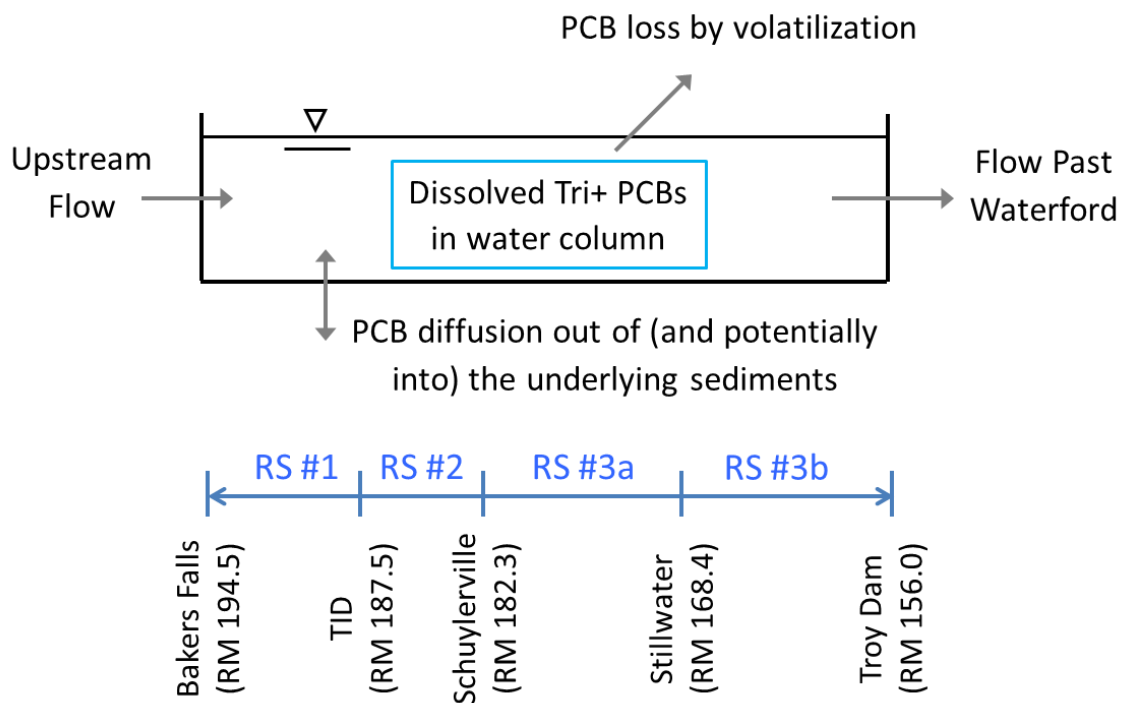 PCB loss by volatilization
Upstream
Flow
Dissolved Tri+ PCBs
in water column
Flow Past
Waterford
PCB diffusion out of (and potentially
into) the underlying sediments
RS #1
RS #2
RS #3a
RS #3b
Bakers Falls
(RM 194.5)
TID
(RM 187.5)
Schuylerville
(RM 182.3)
Stillwater
(RM 168.4)
Troy Dam
(RM 156.0)